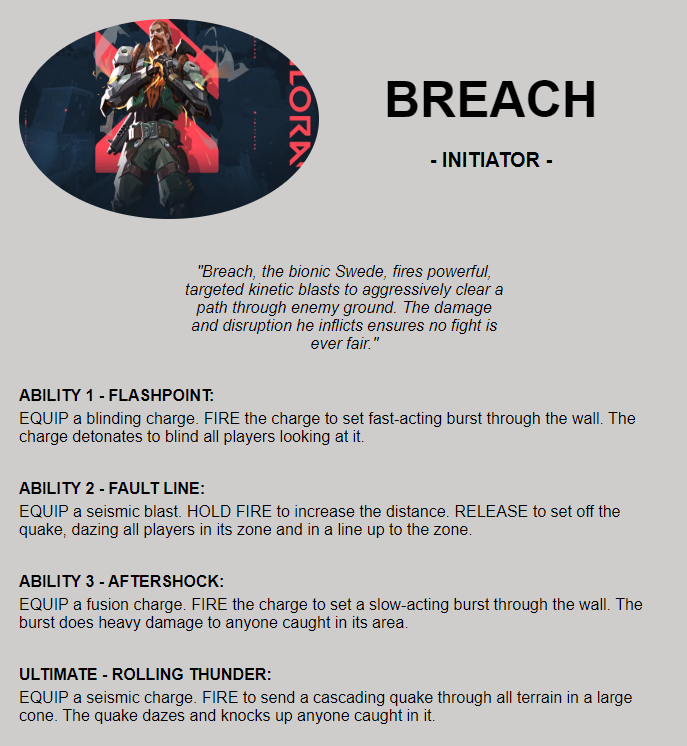 BREACH
- INITIATOR -
"Breach, the bionic Swede, fires powerful,
targeted kinetic blasts to aggressively clear a
path through enemy ground. The damage
and disruption he inflicts ensures no fight is
ever fair."
ABILITY 1 - FLASHPOINT:
EQUIP a blinding charge. FIRE the charge to set fast-acting burst through the wall. The
charge detonates to blind all players looking at it.
ABILITY 2 - FAULT LINE:
EQUIP a seismic blast. HOLD FIRE to increase the distance. RELEASE to set off the
quake, dazing all players in its zone and in a line up to the zone.
ABILITY 3 - AFTERSHOCK:
EQUIP a fusion charge. FIRE the charge to set a slow-acting burst through the wall. The
burst does heavy damage to anyone caught in its area.
ULTIMATE - ROLLING THUNDER:
EQUIP a seismic charge. FIRE to send a cascading quake through all terrain in a large
cone. The quake dazes and knocks up anyone caught in it.